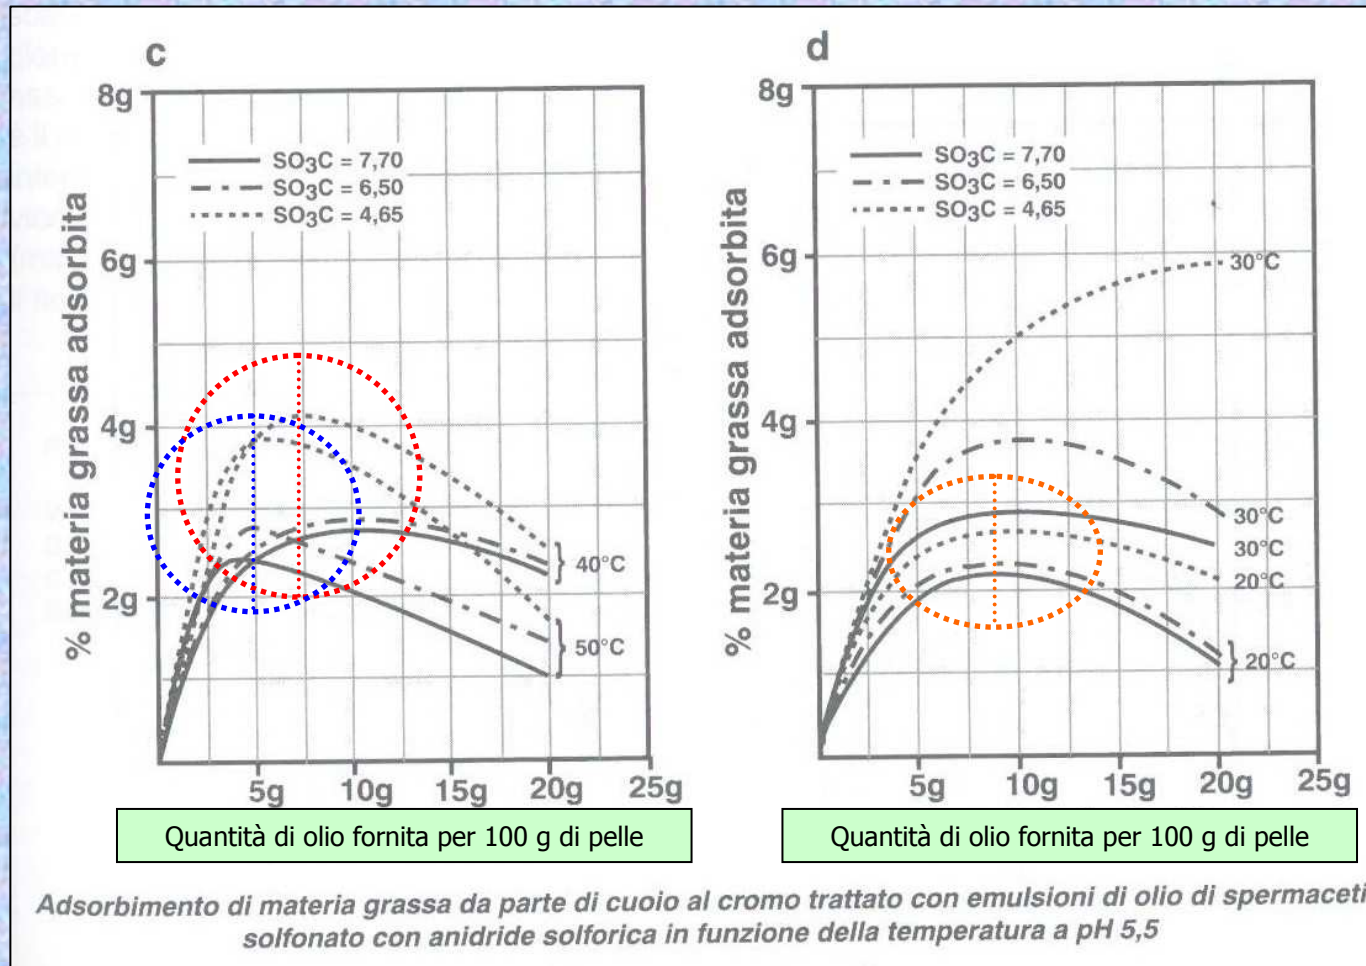 c
8g
6g
4g
2g
% materia grassa adsorbita
SO3C = 7,70
SO3C = 6,50
SO3C = 4,65
40°C
50°C
5g 10g 15g 20g 25g
Quantità di olio fornita per 100 g di pelle
d
8g
6g
4g
2g
% materia grassa adsorbita
SO3C = 7,70
SO3C = 6,50
SO3C = 4,65
30°C
30°C
30°C
20°C
20°C
5g 10g 15g 20g 25g
Quantità di olio fornita per 100 g di pelle
Adsorbimento di materia grassa da parte di cuoio al cromo trattato con emulsioni di olio di spermaceti
solfonato con anidride solforica in funzione della temperatura a pH 5,5